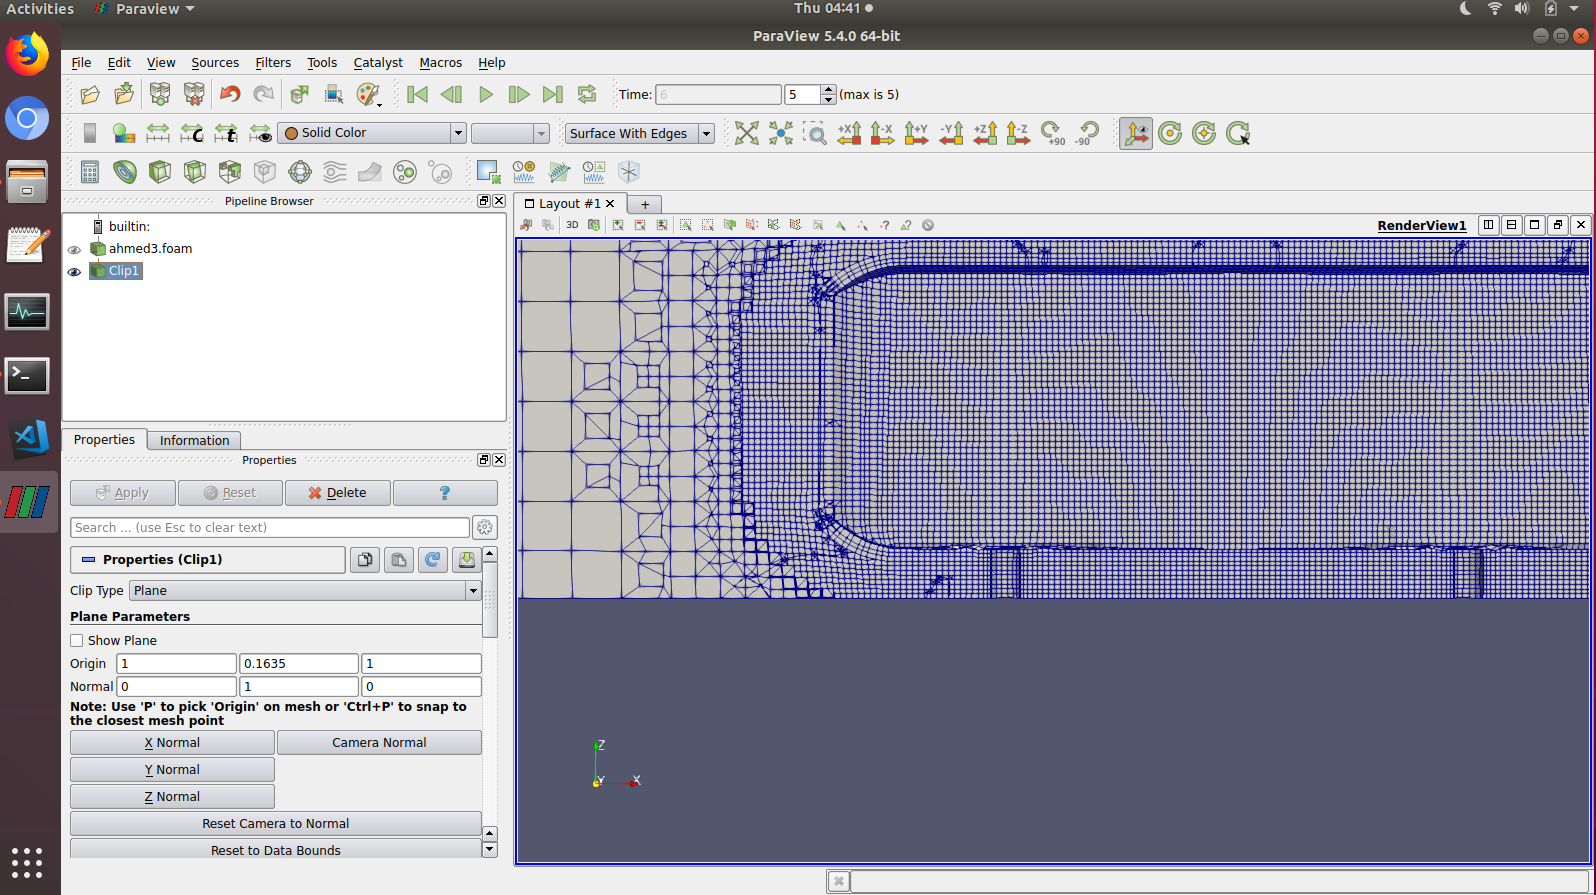 Activities Paraview Thu 04:41
ParaView 5.4.0 64-bit
File Edit View Sources Filters Tools Catalyst Macros Help
Time: 6 5 (max is 5)
Solid Color Surface With Edges +X -X +Y -Y +Z -Z +90 -90
Pipeline Browser
Layout #1 +
builtin:
3D RenderView1
ahmed3.foam
Clip1
Properties Information
Properties
Apply Reset Delete ?
Search ... (use Esc to clear text)
Properties (Clip1)
Clip Type Plane
Plane Parameters
Show Plane
Origin 1 0.1635 1
Normal 0 1 0
Note: Use 'P' to pick 'Origin' on mesh or 'Ctrl+P' to snap to
the closest mesh point
X Normal Camera Normal
Y Normal
Z Normal
Reset Camera to Normal
Reset to Data Bounds
Z
Y X